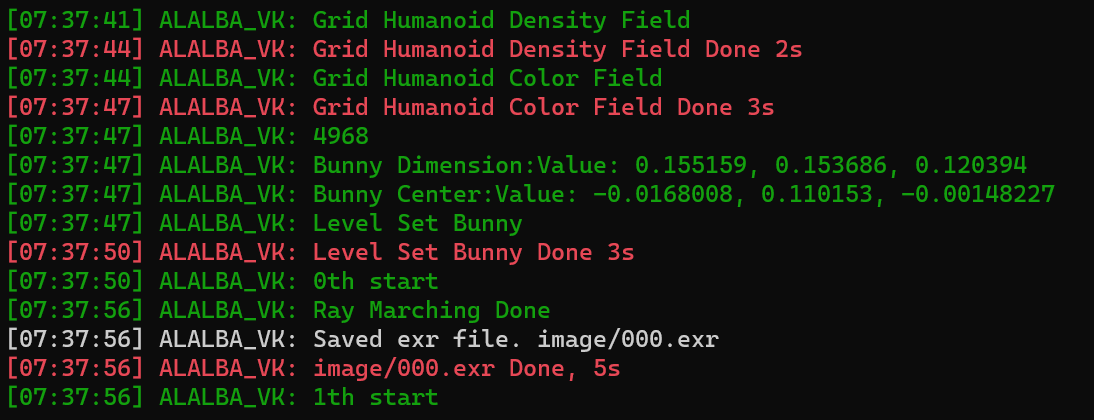 [07:37:41] ALALBA_VK: Grid Humanoid Density Field
[07:37:44] ALALBA_VK: Grid Humanoid Density Field Done 2s
[07:37:44] ALALBA_VK: Grid Humanoid Color Field
[07:37:47] ALALBA_VK: Grid Humanoid Color Field Done 3s
[07:37:47] ALALBA_VK: 4968
[07:37:47] ALALBA_VK: Bunny Dimension:Value: 0.155159, 0.153686, 0.120394
[07:37:47] ALALBA_VK: Bunny Center:Value: -0.0168008, 0.110153, -0.00148227
[07:37:47] ALALBA_VK: Level Set Bunny
[07:37:50] ALALBA_VK: Level Set Bunny Done 3s
[07:37:50] ALALBA_VK: 0th start
[07:37:56] ALALBA_VK: Ray Marching Done
[07:37:56] ALALBA_VK: Saved exr file. image/000.exr
[07:37:56] ALALBA_VK: image/000.exr Done, 5s
[07:37:56] ALALBA_VK: 1th start